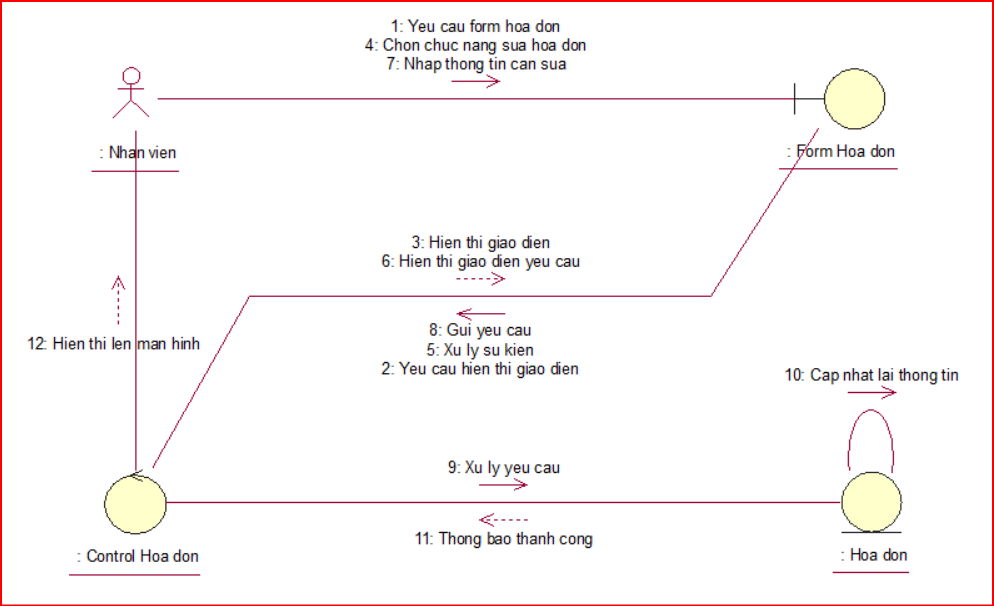 1: Yeu cau form hoa don
4: Chon chuc nang sua hoa don
7: Nhap thong tin can sua
: Nhan vien
: Form Hoa don
3: Hien thi giao dien
6: Hien thi giao dien yeu cau
8: Gui yeu cau
5: Xu ly su kien
2: Yeu cau hien thi giao dien
12: Hien thi len man hinh
10: Cap nhat lai thong tin
9: Xu ly yeu cau
11: Thong bao thanh cong
: Control Hoa don
: Hoa don